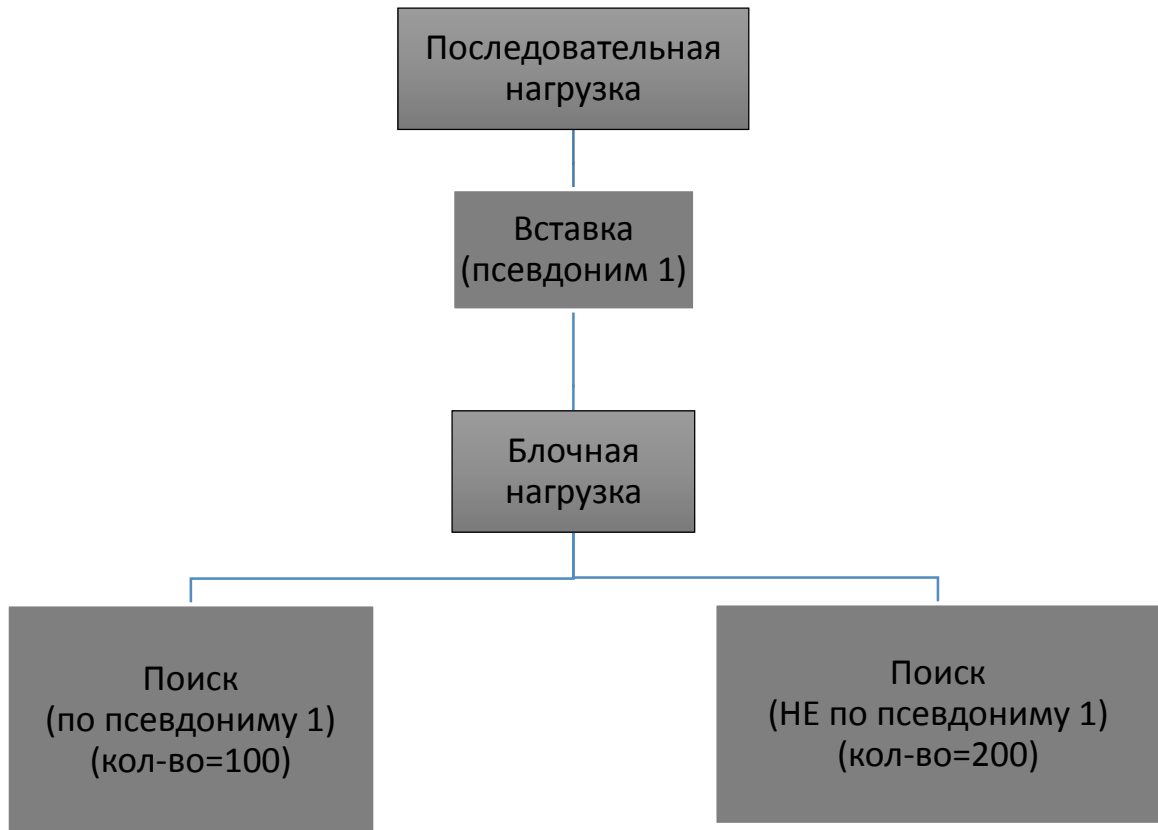 Последовательная
нагрузка
Вставка
(псевдоним 1)
Блочная
нагрузка
Поиск
(по псевдониму 1)
(кол-во=100)
Поиск
(НЕ по псевдониму 1)
(кол-во=200)